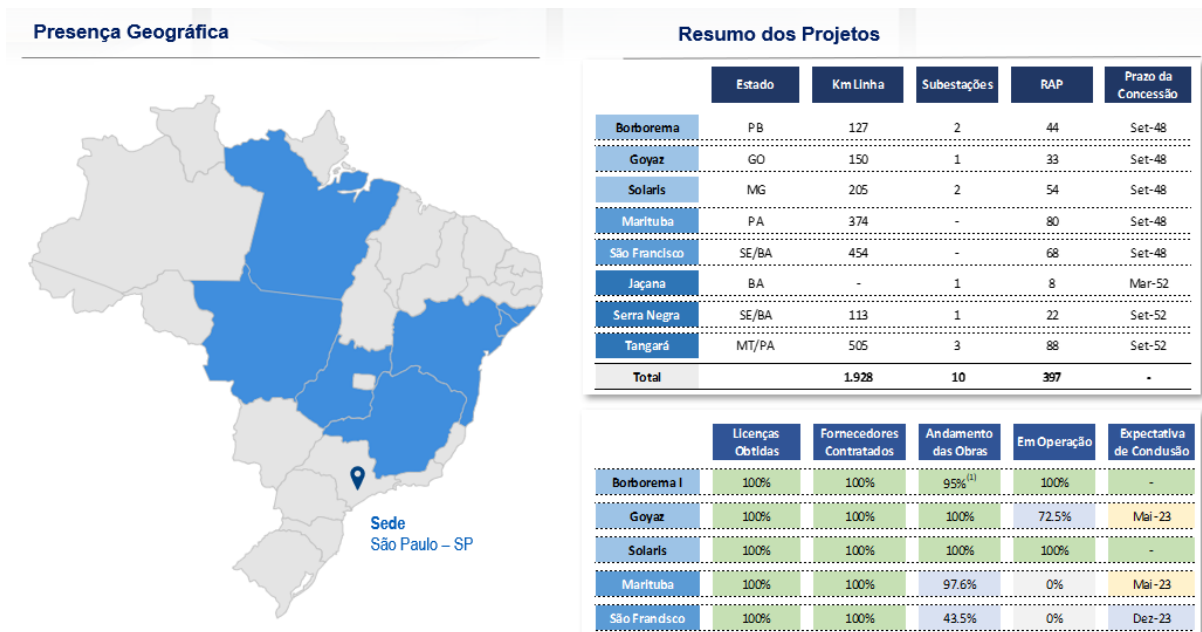 Presença Geográfica
Sede
São Paulo – SP
Resumo dos Projetos
Estado Km Linha Subestações RAP Prazo da Concessão
Borborema PB 127 2 44 Set-48
Goyaz GO 150 1 33 Set-48
Solaris MG 205 2 54 Set-48
Marituba PA 374 - 80 Set-48
São Francisco SE/BA 454 - 68 Set-48
Jaçana BA - 1 8 Mar-52
Serra Negra SE/BA 113 1 22 Set-52
Tangará MT/PA 505 3 88 Set-52
Total 1.928 10 397 -
Licenças Obtidas Fornecedores Contratados Andamento das Obras Em Operação Expectativa de Conclusão
Borborema I 100% 100% 95%(1) 100% -
Goyaz 100% 100% 100% 72.5% Mai-23
Solaris 100% 100% 100% 100% -
Marituba 100% 100% 97.6% 0% Mai-23
São Francisco 100% 100% 43.5% 0% Dez-23